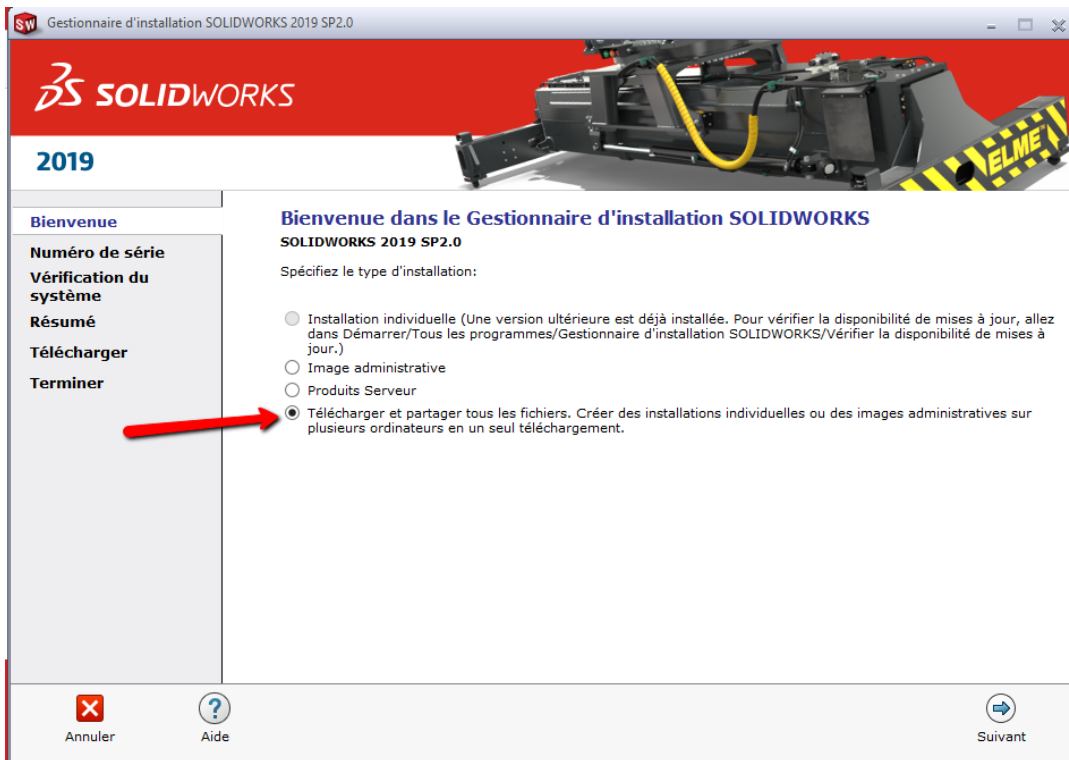 Gestionnaire d'installation SOLIDWORKS 2019 SP2.0
SOLIDWORKS
2019
ELME
Bienvenue
Numéro de série
Vérification du
système
Résumé
Télécharger
Terminer
Bienvenue dans le Gestionnaire d'installation SOLIDWORKS
SOLIDWORKS 2019 SP2.0
Spécifiez le type d'installation:
Installation individuelle (Une version ultérieure est déjà installée. Pour vérifier la disponibilité de mises à jour, allez
dans Démarrer/Tous les programmes/Gestionnaire d'installation SOLIDWORKS/Vérifier la disponibilité de mises à
jour.)
Image administrative
Produits Serveur
Télécharger et partager tous les fichiers. Créer des installations individuelles ou des images administratives sur
plusieurs ordinateurs en un seul téléchargement.
Annuler
Aide
Suivant